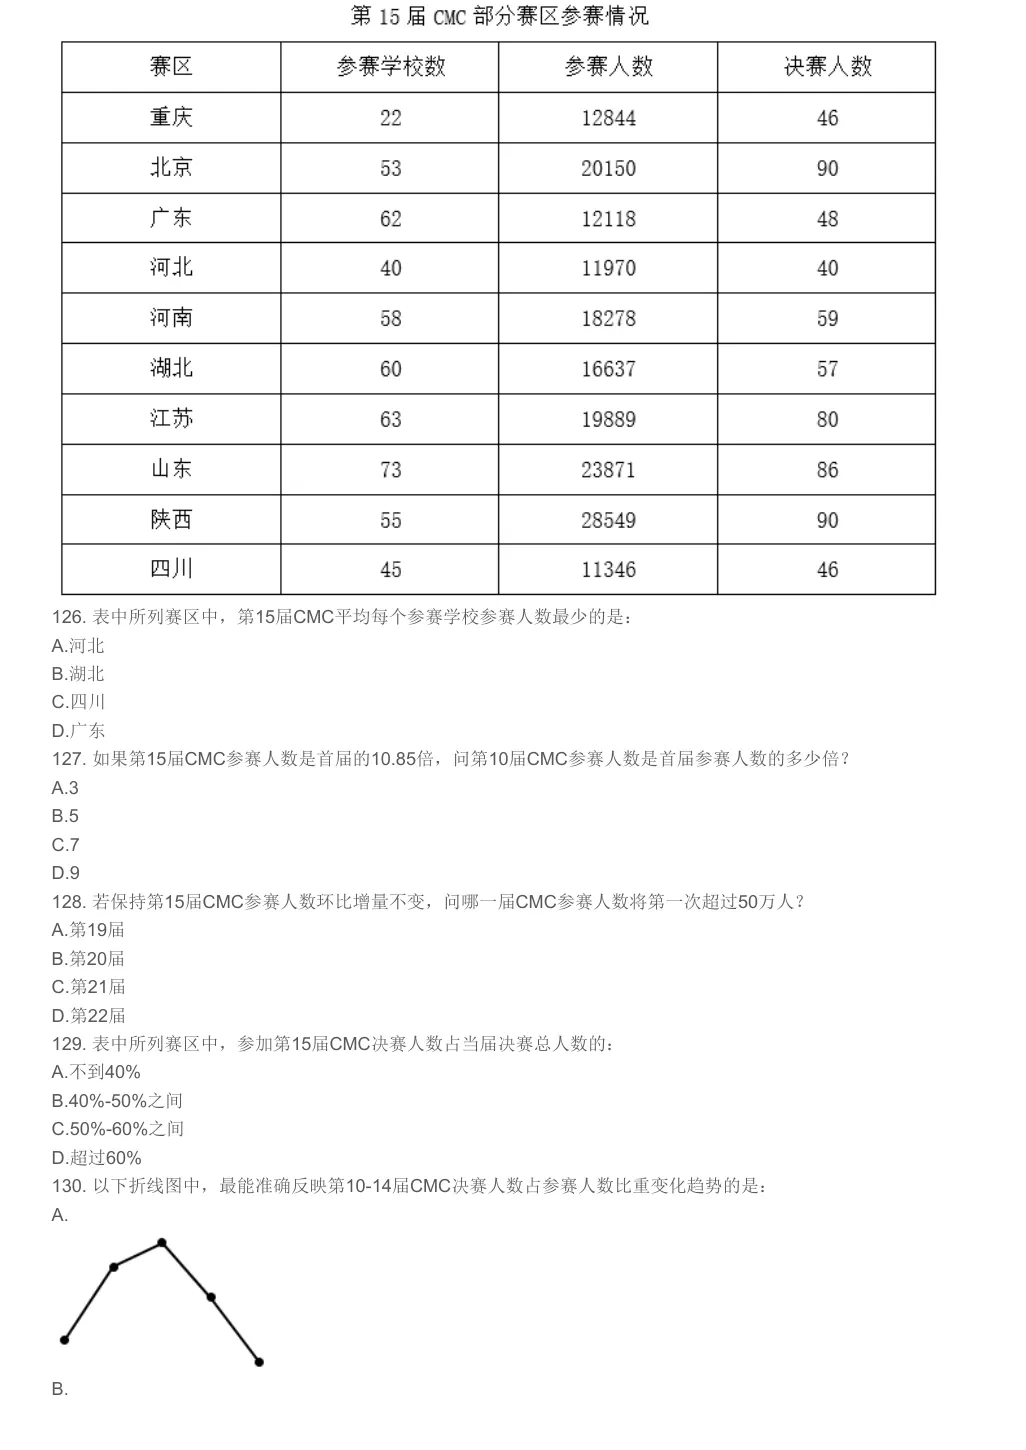 第 15 届 CMC 部分赛区参赛情况
赛区 参赛学校数 参赛人数 决赛人数
重庆 22 12844 46
北京 53 20150 90
广东 62 12118 48
河北 40 11970 40
河南 58 18278 59
湖北 60 16637 57
江苏 63 19889 80
山东 73 23871 86
陕西 55 28549 90
四川 45 11346 46
126. 表中所列赛区中，第15届CMC平均每个参赛学校参赛人数最少的是：
A.河北
B.湖北
C.四川
D.广东
127. 如果第15届CMC参赛人数是首届的10.85倍，问第10届CMC参赛人数是首届参赛人数的多少倍？
A.3
B.5
C.7
D.9
128. 若保持第15届CMC参赛人数环比增量不变，问哪一届CMC参赛人数将第一次超过50万人？
A.第19届
B.第20届
C.第21届
D.第22届
129. 表中所列赛区中，参加第15届CMC决赛人数占当届决赛总人数的：
A.不到40%
B.40%-50%之间
C.50%-60%之间
D.超过60%
130. 以下折线图中，最能准确反映第10-14届CMC决赛人数占参赛人数比重变化趋势的是：
A.
B.